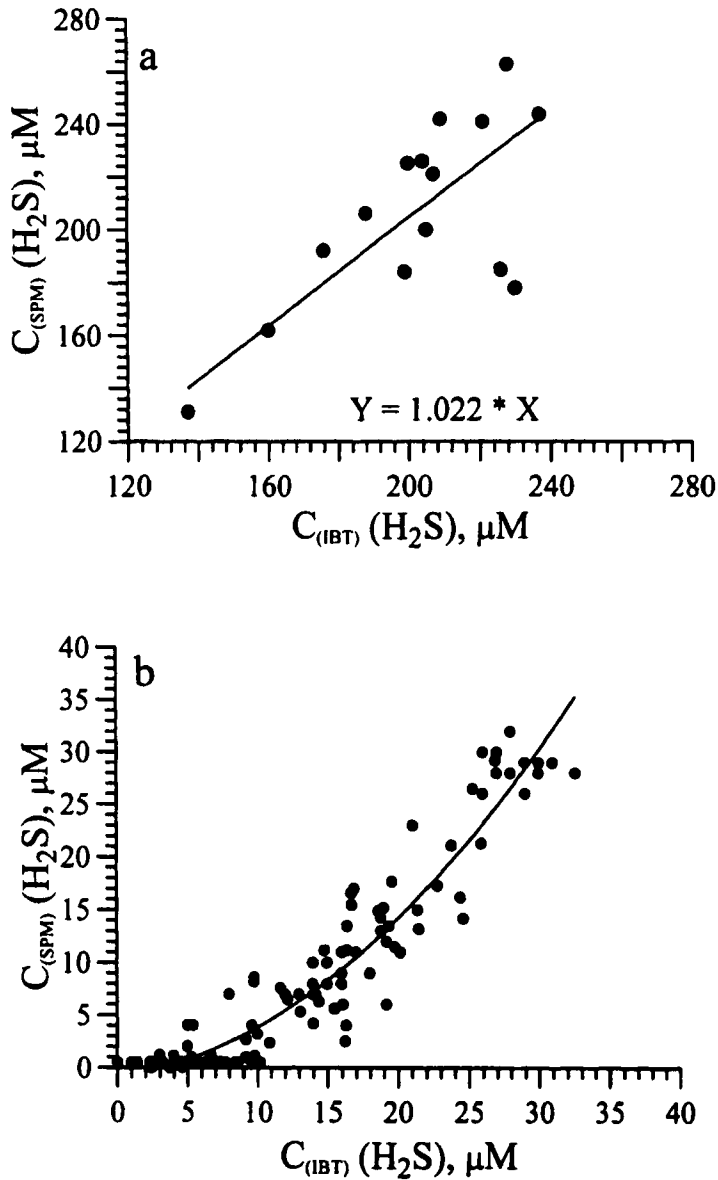 280
a
240
200
160
120
C(SPM) (H2S), μM
Y = 1.022 * X
120 160 200 240 280
C(IBT) (H2S), μM
40
b
35
30
25
20
15
10
5
0
C(SPM) (H2S), μM
0 5 10 15 20 25 30 35 40
C(IBT) (H2S), μM